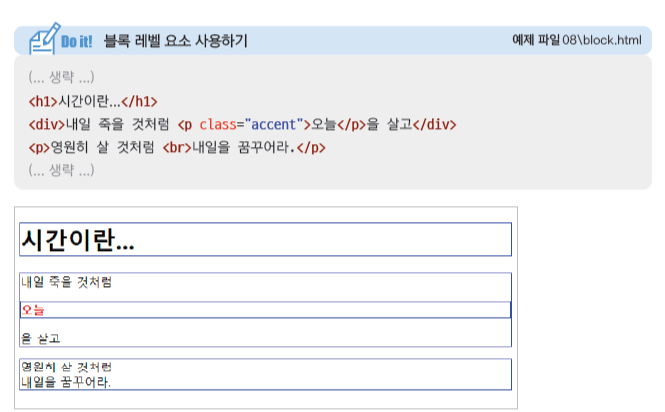 Do it! 블록 레벨 요소 사용하기 예제 파일 08\block.html
(... 생략 ...)
<h1>시간이란...</h1>
<div>내일 죽을 것처럼 <p class="accent">오늘</p>을 살고</div>
<p>영원히 살 것처럼 <br>내일을 꿈꾸어라.</p>
(... 생략 ...)
시간이란...
내일 죽을 것처럼
오늘
을 살고
영원히 살 것처럼
내일을 꿈꾸어라.